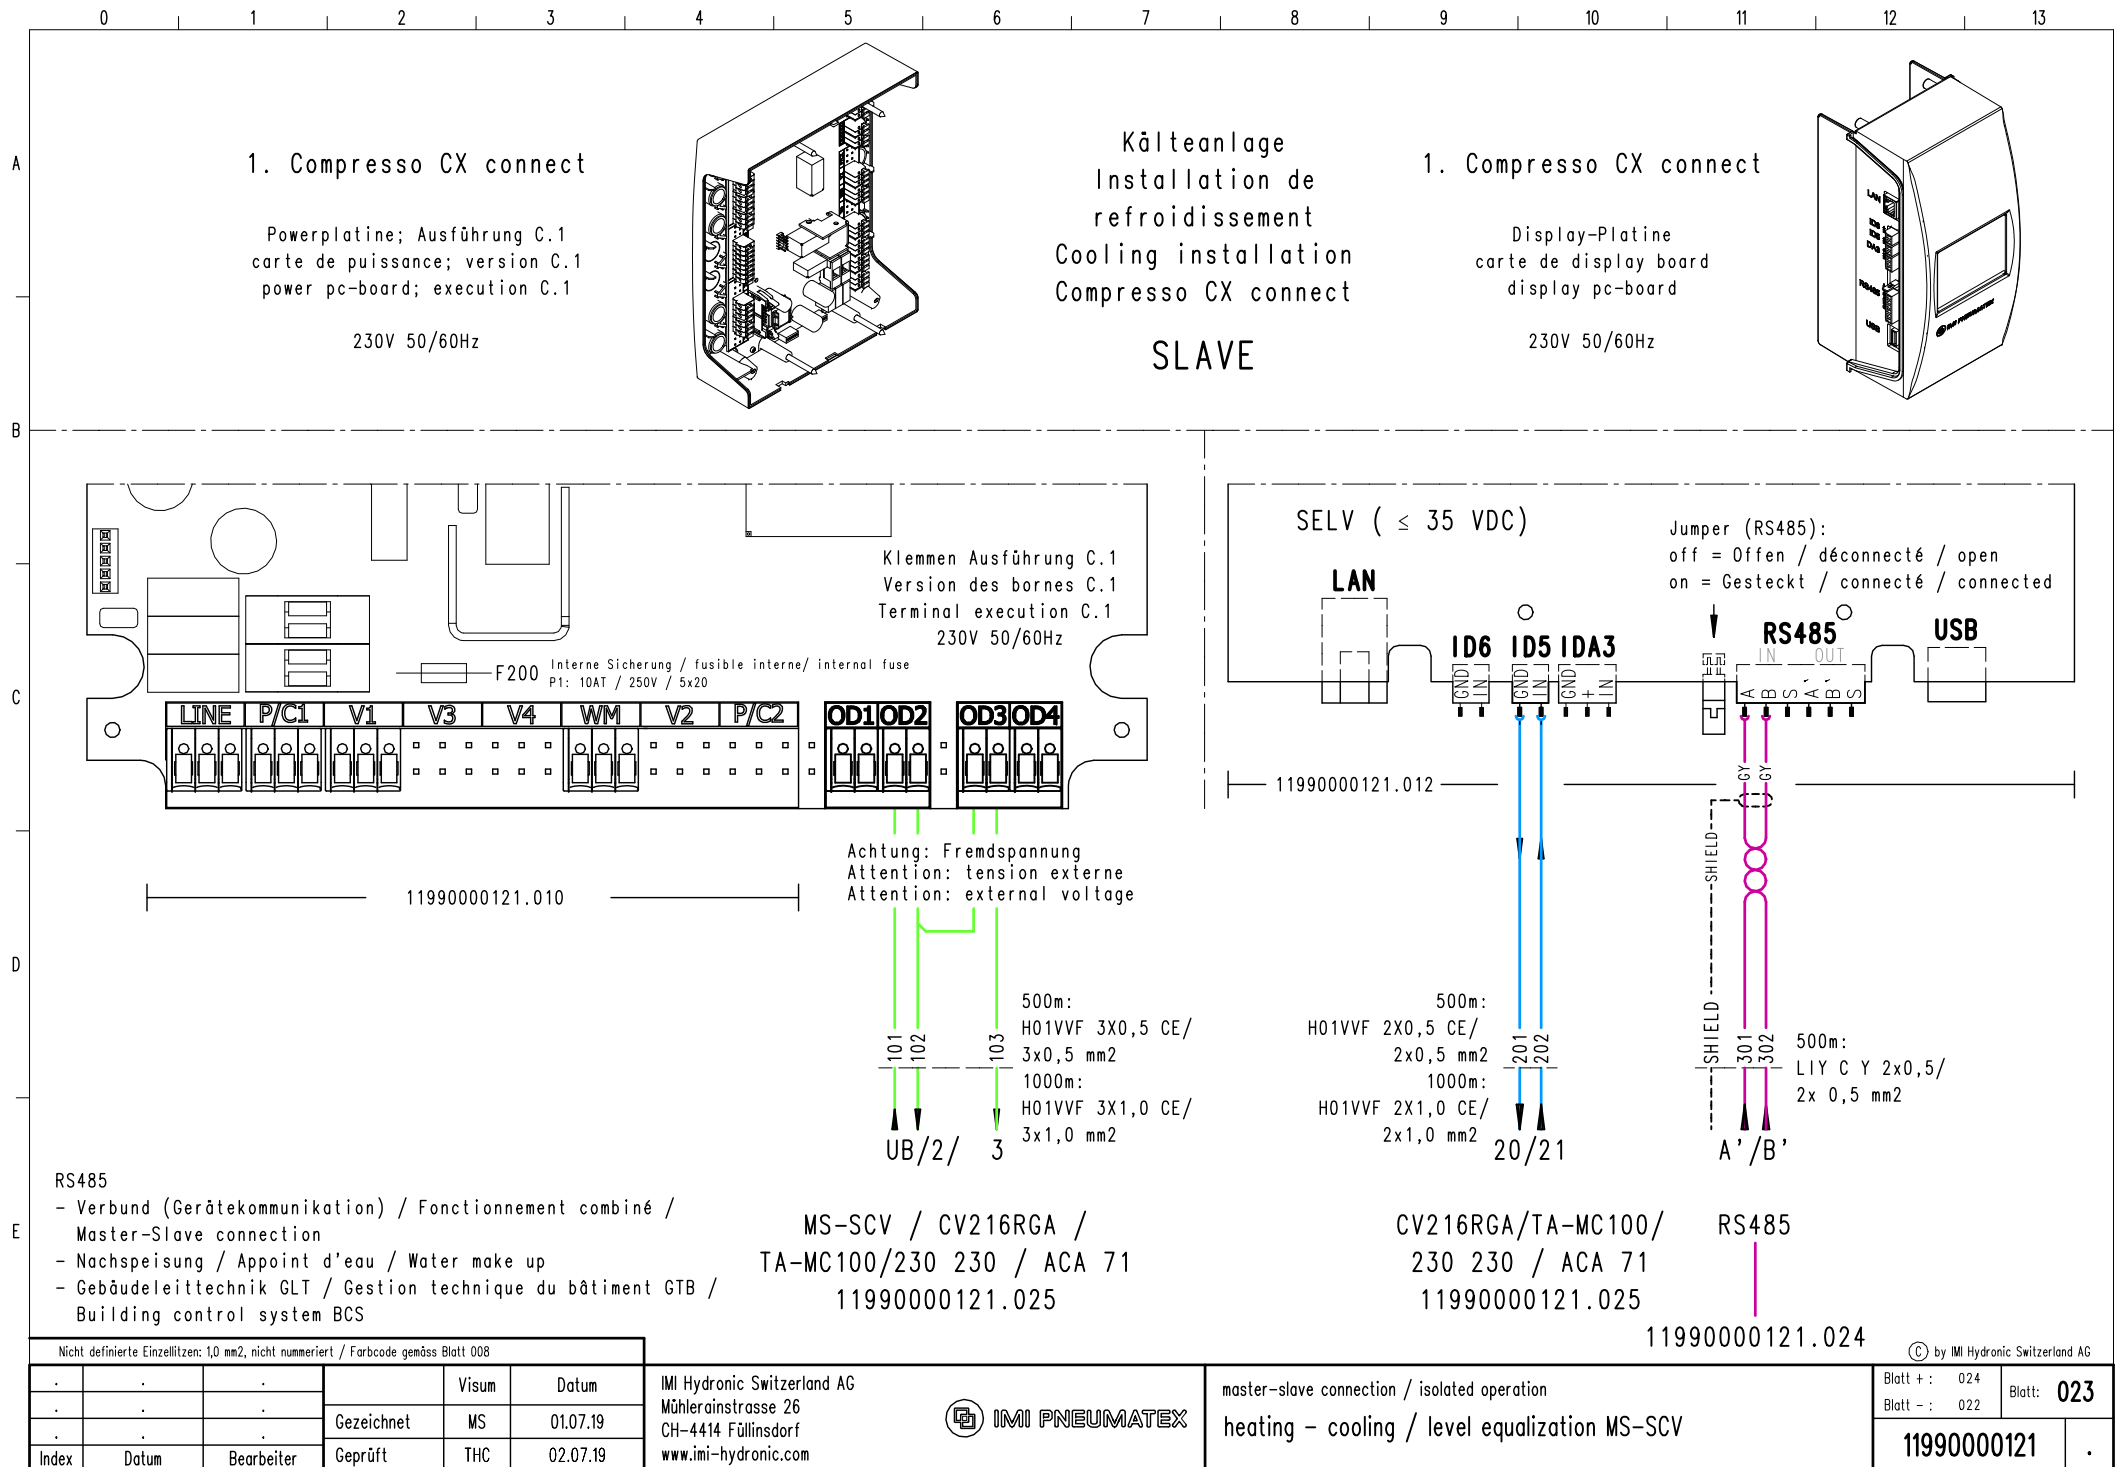 0 1 2 3 4 5 6 7 8 9 10 11 12 13
A
B
C
D
E
1. Compresso CX connect
Powerplatine; Ausführung C.1
carte de puissance; version C.1
power pc-board; execution C.1
230V 50/60Hz
Kälteanlage
Installation de
refroidissement
Cooling installation
Compresso CX connect
SLAVE
1. Compresso CX connect
Display-Platine
carte de display board
display pc-board
230V 50/60Hz
LAN
RS485
USB
IMI PNEUMATEX
Klemmen Ausführung C.1
Version des bornes C.1
Terminal execution C.1
230V 50/60Hz
F200
Interne Sicherung / fusible interne/ internal fuse
P1: 10AT / 250V / 5x20
LINE P/C1 V1 V3 V4 WM V2 P/C2 OD1 OD2 OD3 OD4
11990000121.010
Achtung: Fremdspannung
Attention: tension externe
Attention: external voltage
101 102 103
500m:
H01VVF 3X0,5 CE/
3x0,5 mm2
1000m:
H01VVF 3X1,0 CE/
3x1,0 mm2
UB/2/ 3
MS-SCV / CV216RGA /
TA-MC100/230 230 / ACA 71
11990000121.025
SELV ( ≤ 35 VDC)
Jumper (RS485):
off = Offen / déconnecté / open
on = Gesteckt / connecté / connected
LAN
ID6 ID5 IDA3
RS485
IN OUT
USB
GND IN GND IN GND + IN
A B S A' B' S
11990000121.012
GY GY
SHIELD
SHIELD
201 202
301 302
500m:
H01VVF 2X0,5 CE/
2x0,5 mm2
1000m:
H01VVF 2X1,0 CE/
2x1,0 mm2
20/21
500m:
LIY C Y 2x0,5/
2x 0,5 mm2
A'/B'
CV216RGA/TA-MC100/
230 230 / ACA 71
11990000121.025
RS485
11990000121.024
RS485
- Verbund (Gerätekommunikation) / Fonctionnement combiné /
Master-Slave connection
- Nachspeisung / Appoint d'eau / Water make up
- Gebäudeleittechnik GLT / Gestion technique du bâtiment GTB /
Building control system BCS
Nicht definierte Einzellitzen: 1,0 mm2, nicht nummeriert / Farbcode gemäss Blatt 008
© by IMI Hydronic Switzerland AG
Index Datum Bearbeiter
Visum Datum
Gezeichnet MS 01.07.19
Geprüft THC 02.07.19
IMI Hydronic Switzerland AG
Mühlerainstrasse 26
CH-4414 Füllinsdorf
www.imi-hydronic.com
IMI PNEUMATEX
master-slave connection / isolated operation
heating - cooling / level equalization MS-SCV
Blatt + : 024
Blatt - : 022
Blatt: 023
11990000121 .